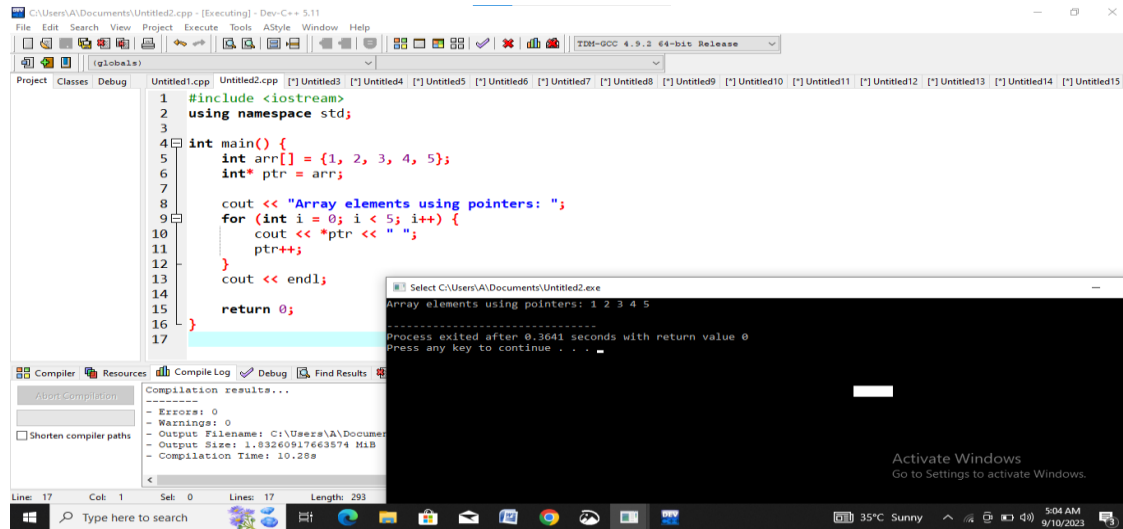 C:\Users\A\Documents\Untitled2.cpp - [Executing] - Dev-C++ 5.11
File Edit Search View Project Execute Tools AStyle Window Help
TDM-GCC 4.9.2 64-bit Release
(globals)
Project Classes Debug Untitled1.cpp Untitled2.cpp [*] Untitled3 [*] Untitled4 [*] Untitled5 [*] Untitled6 [*] Untitled7 [*] Untitled8 [*] Untitled9 [*] Untitled10 [*] Untitled11 [*] Untitled12 [*] Untitled13 [*] Untitled14 [*] Untitled15
1 #include <iostream>
2 using namespace std;
3
4 int main() {
5 int arr[] = {1, 2, 3, 4, 5};
6 int* ptr = arr;
7
8 cout << "Array elements using pointers: ";
9 for (int i = 0; i < 5; i++) {
10 cout << *ptr << " ";
11 ptr++;
12 }
13 cout << endl;
14
15 return 0;
16 }
17
Select C:\Users\A\Documents\Untitled2.exe
Array elements using pointers: 1 2 3 4 5
--------------------------------
Process exited after 0.3641 seconds with return value 0
Press any key to continue . . .
Compiler Resources Compile Log Debug Find Results
Abort Compilation
Shorten compiler paths
Compilation results...
--------
- Errors: 0
- Warnings: 0
- Output Filename: C:\Users\A\Documen
- Output Size: 1.83260917663574 MiB
- Compilation Time: 10.28s
Activate Windows
Go to Settings to activate Windows.
Line: 17 Col: 1 Sel: 0 Lines: 17 Length: 293
Type here to search
DEV
35°C Sunny
5:04 AM
9/10/2023